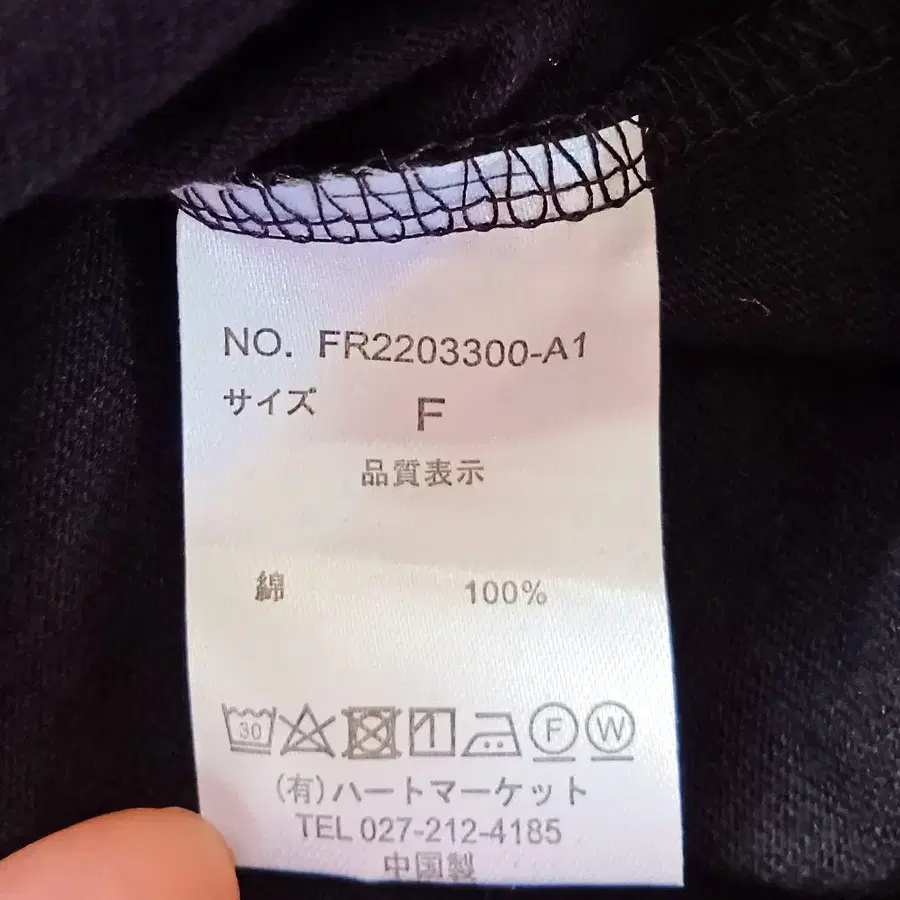 NO. FR2203300-A1
サイズ F
品質表示
綿 100%
30 F W
(有)ハートマーケット
TEL 027-212-4185
中国製